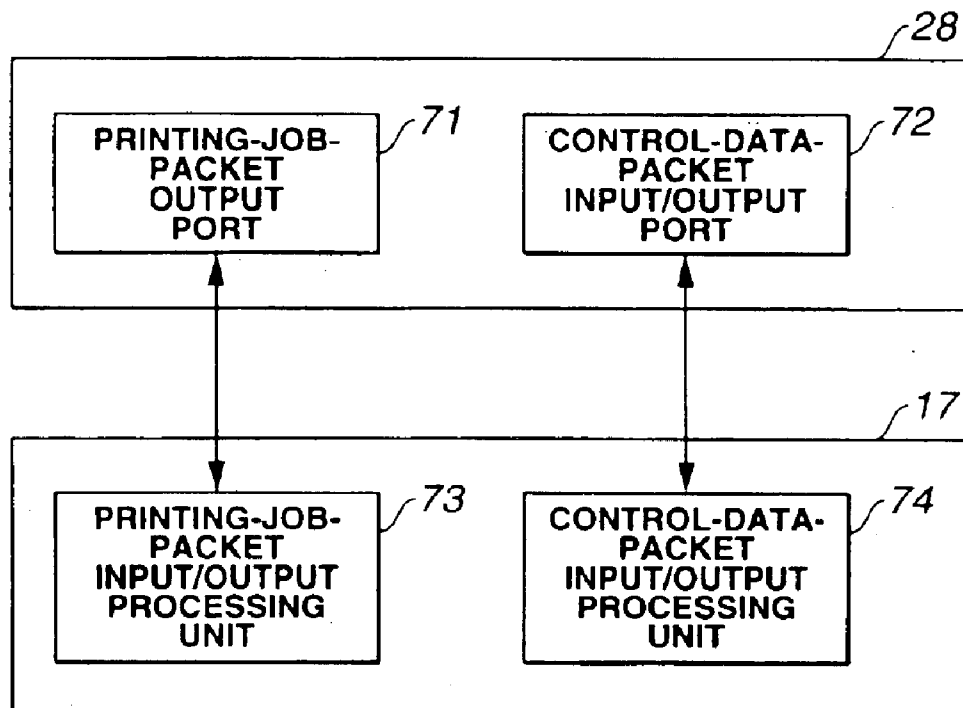 28
PRINTING-JOB-
PACKET
OUTPUT
PORT
71
CONTROL-DATA-
PACKET
INPUT/OUTPUT
PORT
72
17
PRINTING-JOB-
PACKET
INPUT/OUTPUT
PROCESSING
UNIT
73
CONTROL-DATA-
PACKET
INPUT/OUTPUT
PROCESSING
UNIT
74